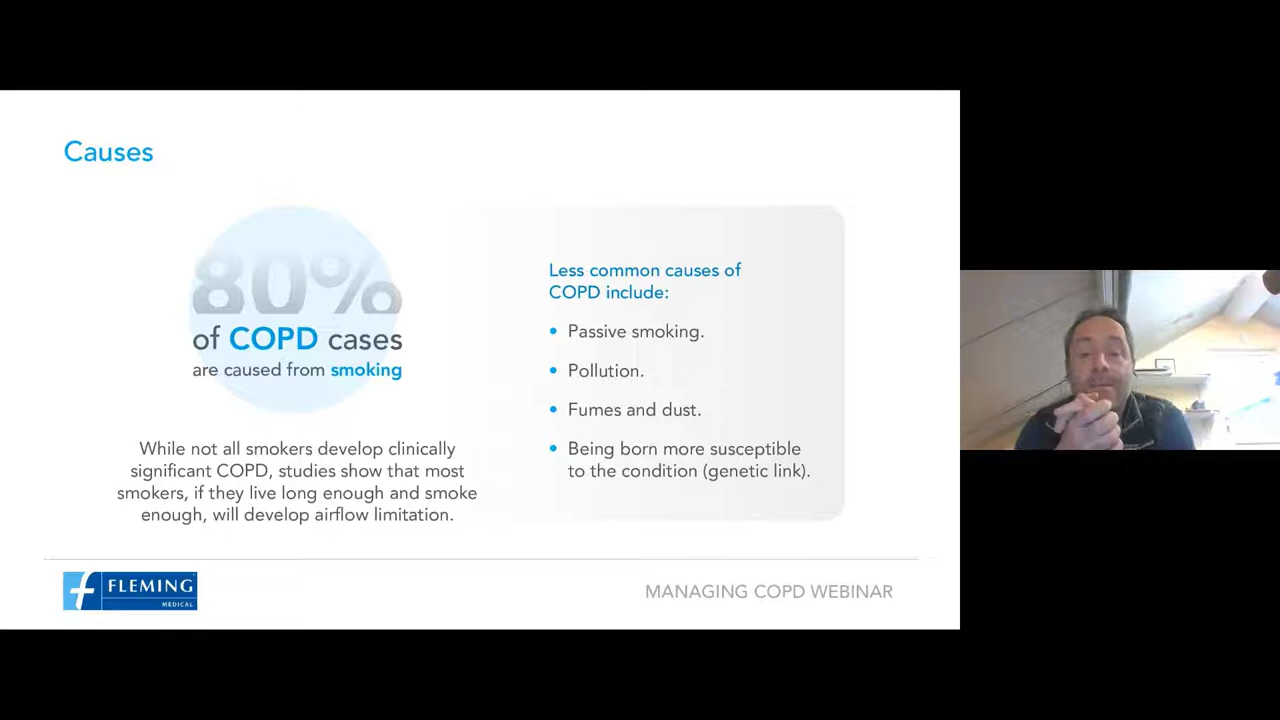 Causes
80%
of COPD cases
are caused from smoking
While not all smokers develop clinically
significant COPD, studies show that most
smokers, if they live long enough and smoke
enough, will develop airflow limitation.
Less common causes of
COPD include:
• Passive smoking.
• Pollution.
• Fumes and dust.
• Being born more susceptible
to the condition (genetic link).
FLEMING
MEDICAL
MANAGING COPD WEBINAR